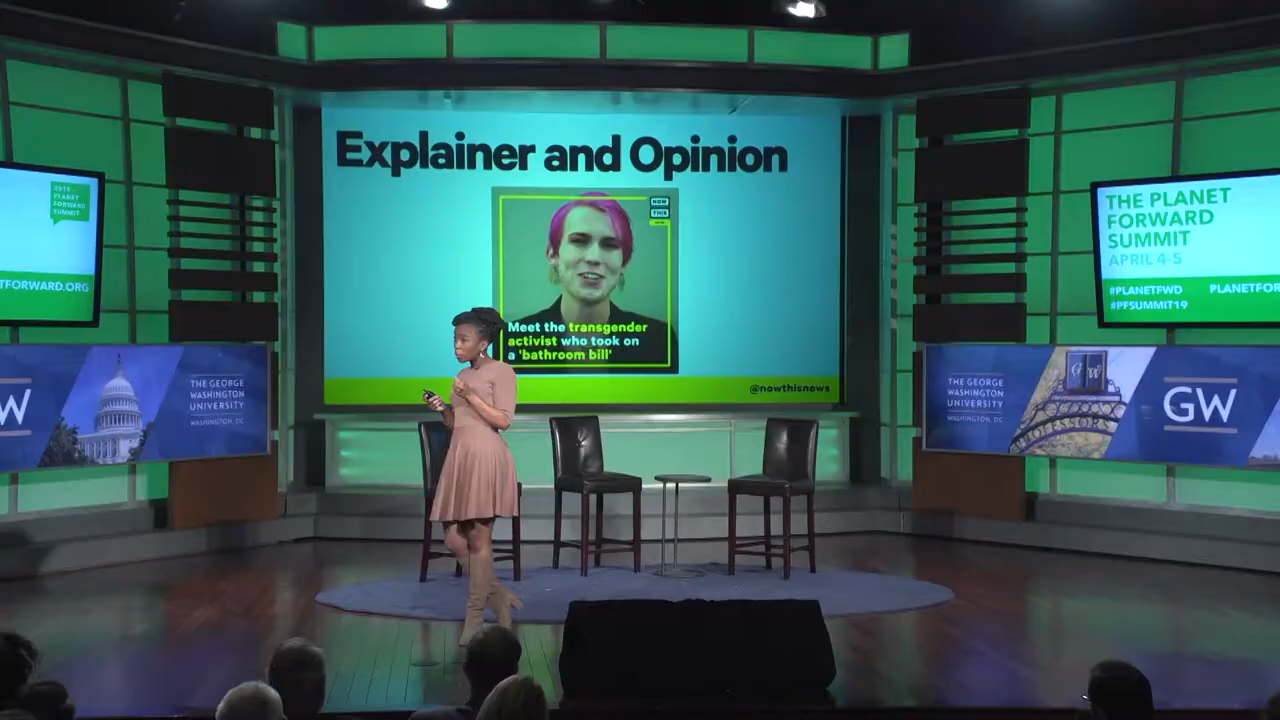 Explainer and Opinion
NOW
THIS
Meet the transgender
activist who took on
a 'bathroom bill'
@nowthisnews
2019
PLANET
FORWARD
SUMMIT
TFORWARD.ORG
W
THE GEORGE
WASHINGTON
UNIVERSITY
WASHINGTON, DC
THE PLANET
FORWARD
SUMMIT
APRIL 4-5
#PLANETFWD PLANETFOR
#PFSUMMIT19
THE GEORGE
WASHINGTON
UNIVERSITY
WASHINGTON, DC
GW
PROFESSORS
GW